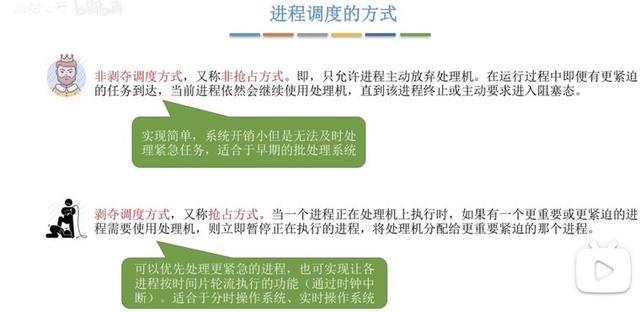 进程调度的方式
非剥夺调度方式，又称非抢占方式。即，只允许进程主动放弃处理机。在运行过程中即便有更紧迫
的任务到达，当前进程依然会继续使用处理机，直到该进程终止或主动要求进入阻塞态。
实现简单，系统开销小但是无法及时处
理紧急任务，适合于早期的批处理系统
剥夺调度方式，又称抢占方式。当一个进程正在处理机上执行时，如果有一个更重要或更紧迫的进
程需要使用处理机，则立即暂停正在执行的进程，将处理机分配给更重要紧迫的那个进程。
可以优先处理更紧急的进程，也可实现让各
进程按时间片轮流执行的功能（通过时钟中
断）。适合于分时操作系统、实时操作系统